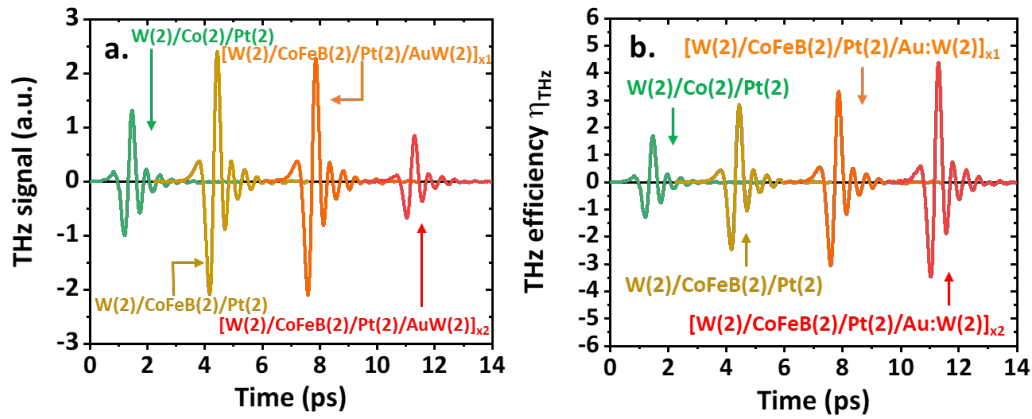 a.
W(2)/Co(2)/Pt(2)
[W(2)/CoFeB(2)/Pt(2)/AuW(2)]x1
W(2)/CoFeB(2)/Pt(2)
[W(2)/CoFeB(2)/Pt(2)/AuW(2)]x2
THz signal (a.u.)
3
2
1
0
-1
-2
-3
0 2 4 6 8 10 12 14
Time (ps)
b.
[W(2)/CoFeB(2)/Pt(2)/Au:W(2)]x1
W(2)/Co(2)/Pt(2)
W(2)/CoFeB(2)/Pt(2)
[W(2)/CoFeB(2)/Pt(2)/Au:W(2)]x2
THz efficiency ηTHz
6
5
4
3
2
1
0
-1
-2
-3
-4
-5
-6
0 2 4 6 8 10 12 14
Time (ps)